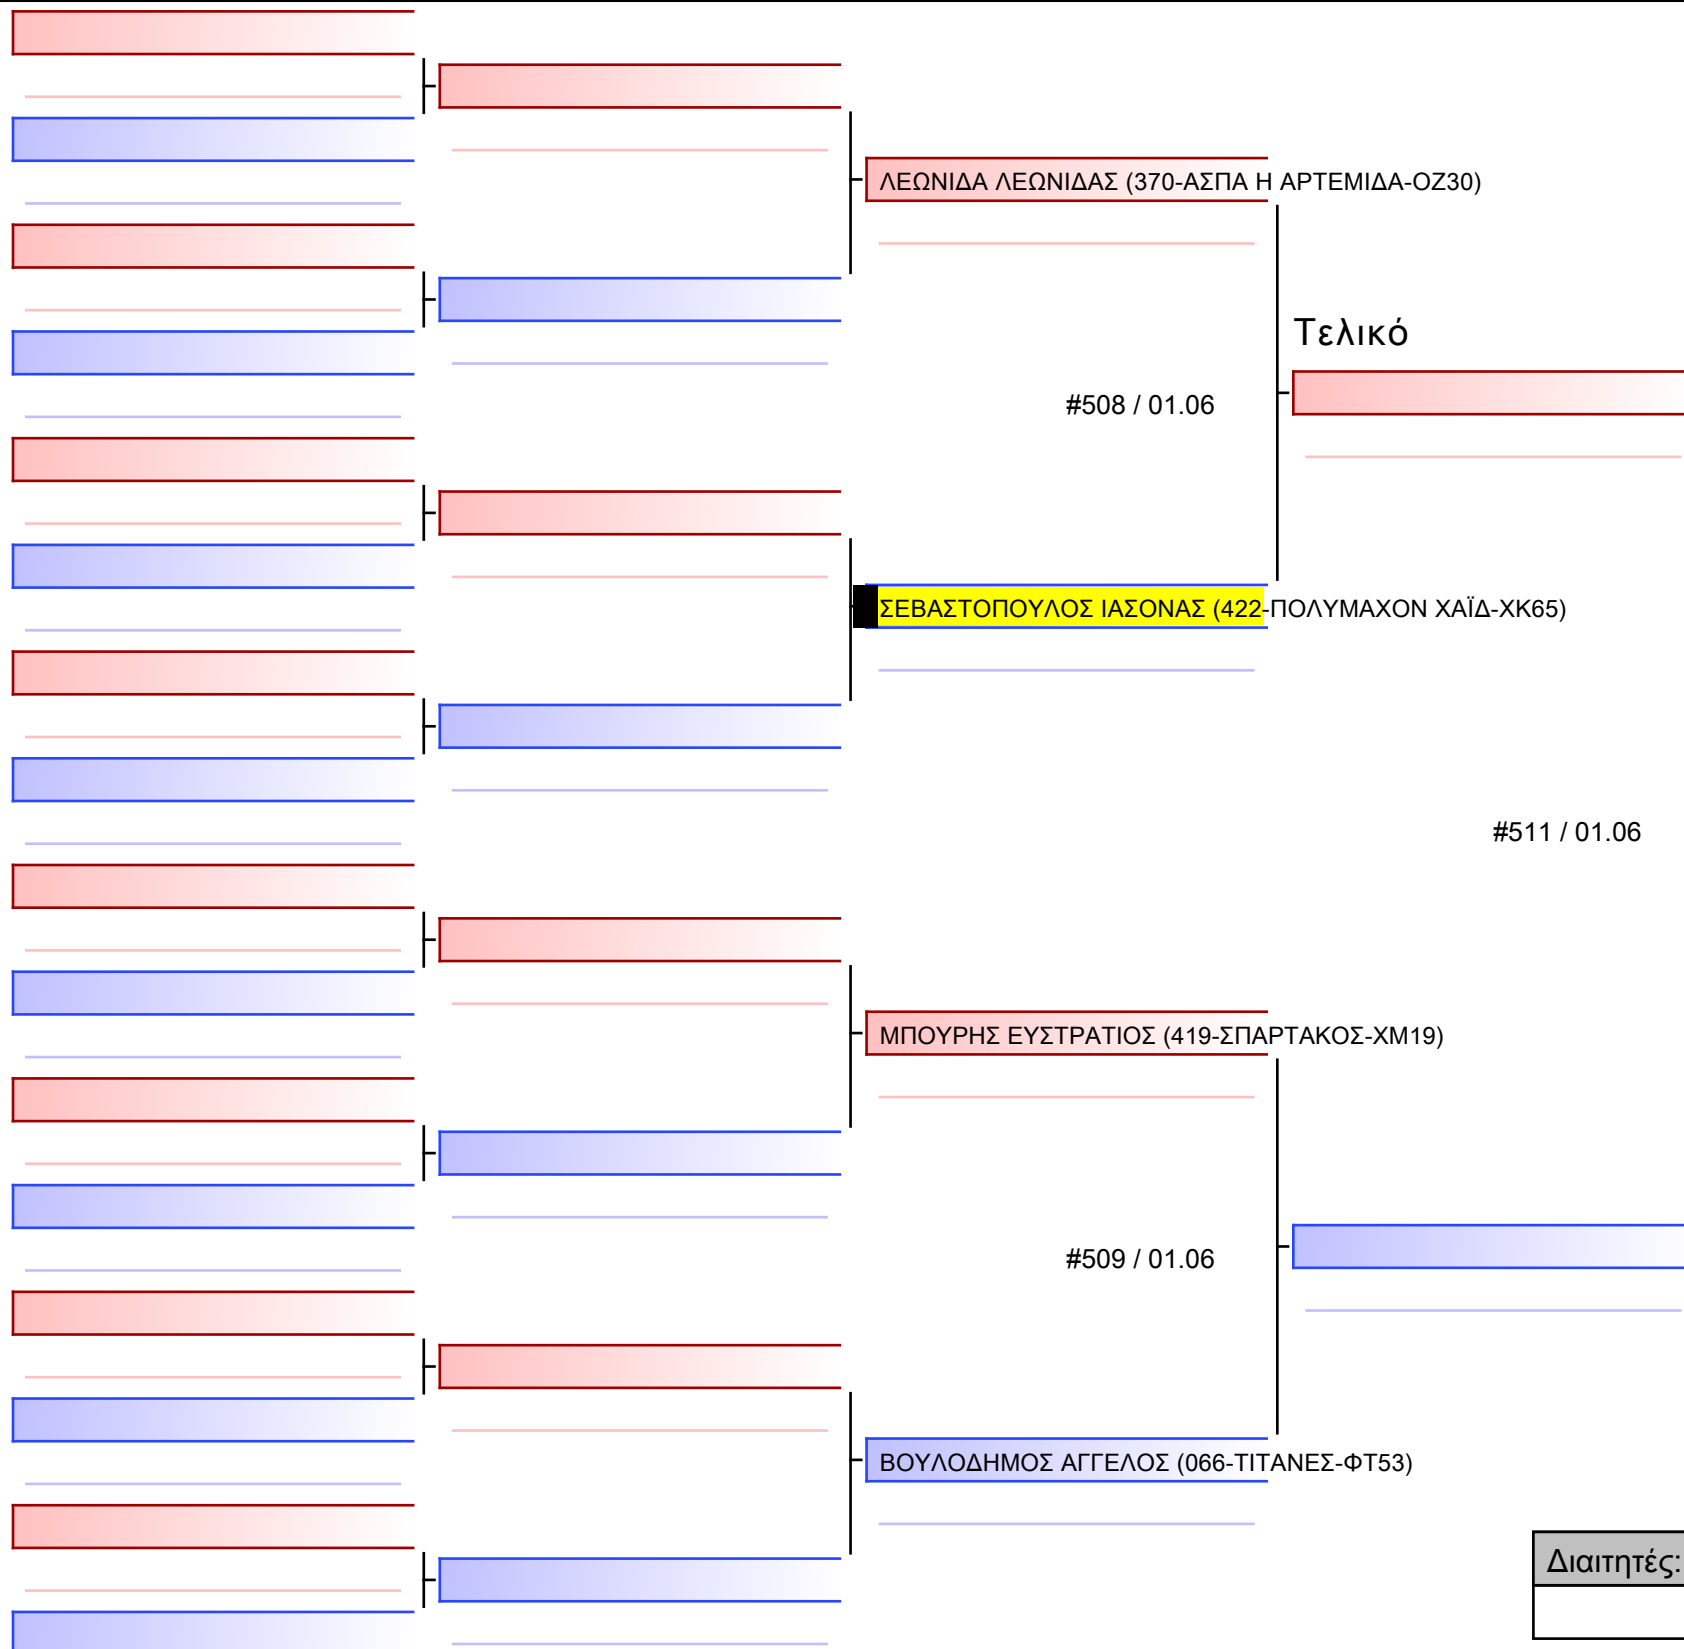 ΛΕΩΝΙΔΑ ΛΕΩΝΙΔΑΣ (370-ΑΣΠΑ Η ΑΡΤΕΜΙΔΑ-ΟΖ30)
Τελικό
#508 / 01.06
ΣΕΒΑΣΤΟΠΟΥΛΟΣ ΙΑΣΟΝΑΣ (422-ΠΟΛΥΜΑΧΟΝ ΧΑΪΔ-ΧΚ65)
#511 / 01.06
ΜΠΟΥΡΗΣ ΕΥΣΤΡΑΤΙΟΣ (419-ΣΠΑΡΤΑΚΟΣ-ΧΜ19)
#509 / 01.06
ΒΟΥΛΟΔΗΜΟΣ ΑΓΓΕΛΟΣ (066-ΤΙΤΑΝΕΣ-ΦΤ53)
Διαιτητές: